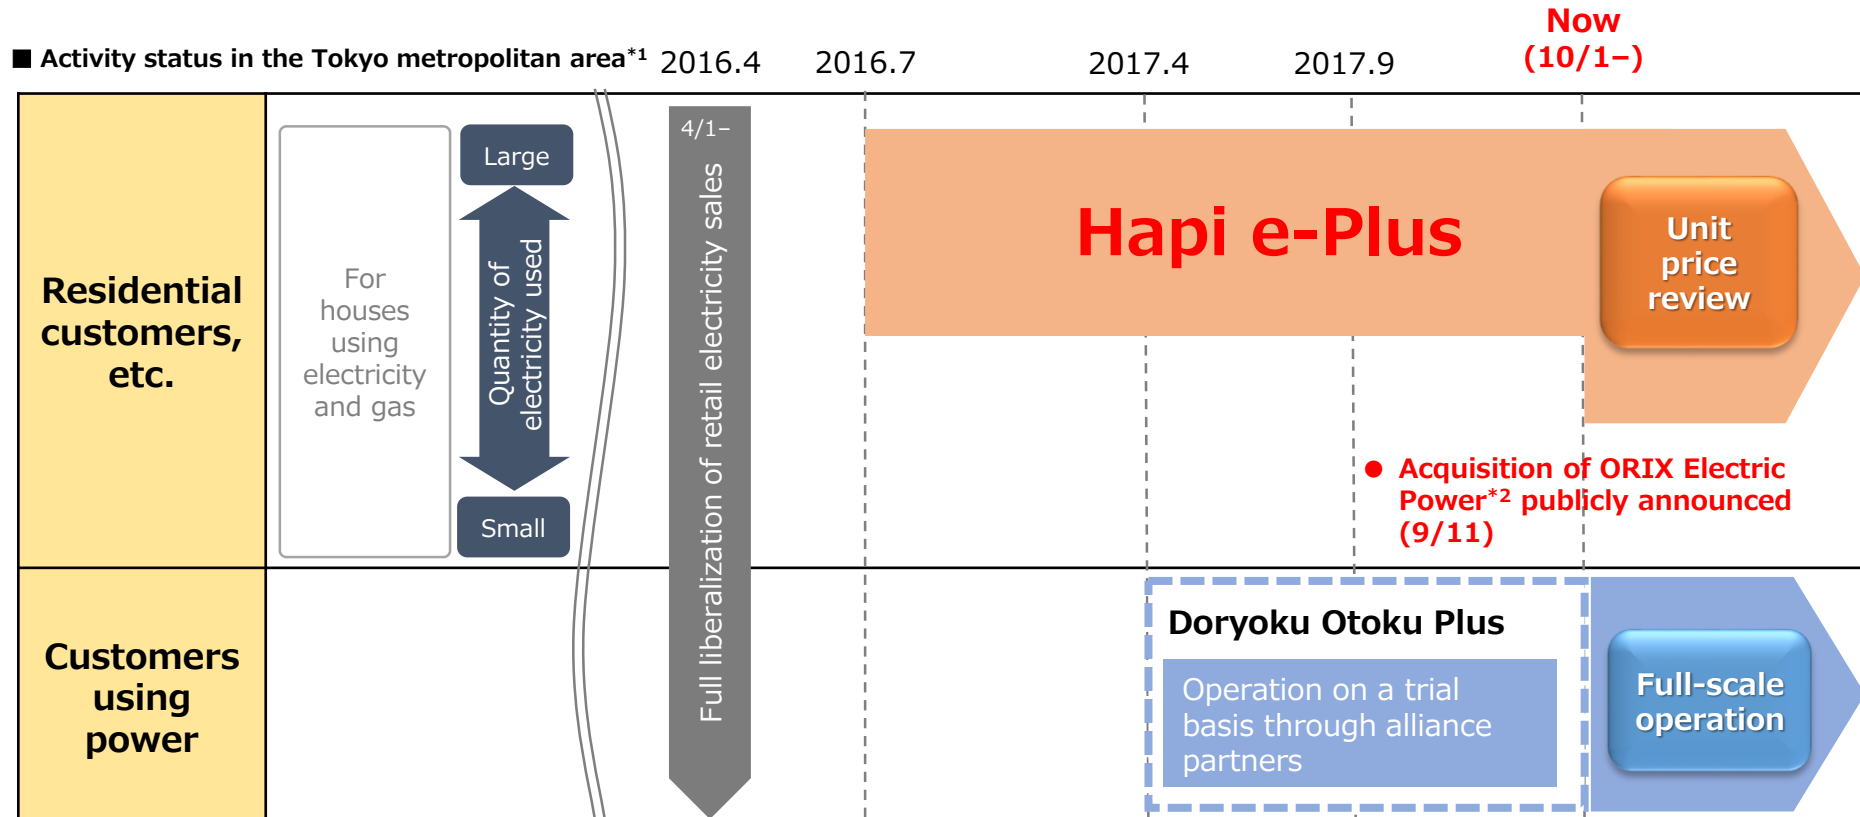 ■ Activity status in the Tokyo metropolitan area*1
2016.4
2016.7
2017.4
2017.9
Now
(10/1–)
Residential
customers,
etc.
For
houses
using
electricity
and gas
Large
Quantity of
electricity used
Small
4/1–
Full liberalization of retail electricity sales
Hapi e-Plus
Unit
price
review
● Acquisition of ORIX Electric
Power*2 publicly announced
(9/11)
Customers
using
power
Doryoku Otoku Plus
Operation on a trial
basis through alliance
partners
Full-scale
operation